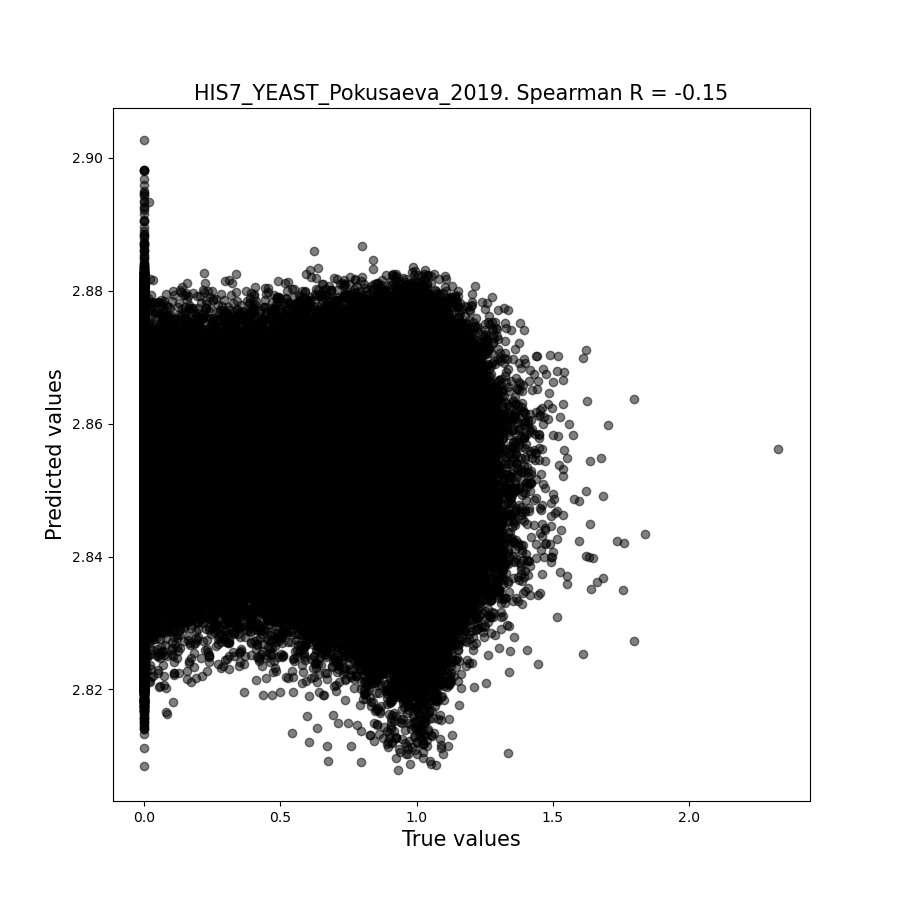 HIS7_YEAST_Pokusaeva_2019. Spearman R = -0.15
2.90
2.88
2.86
2.84
2.82
Predicted values
0.0 0.5 1.0 1.5 2.0
True values